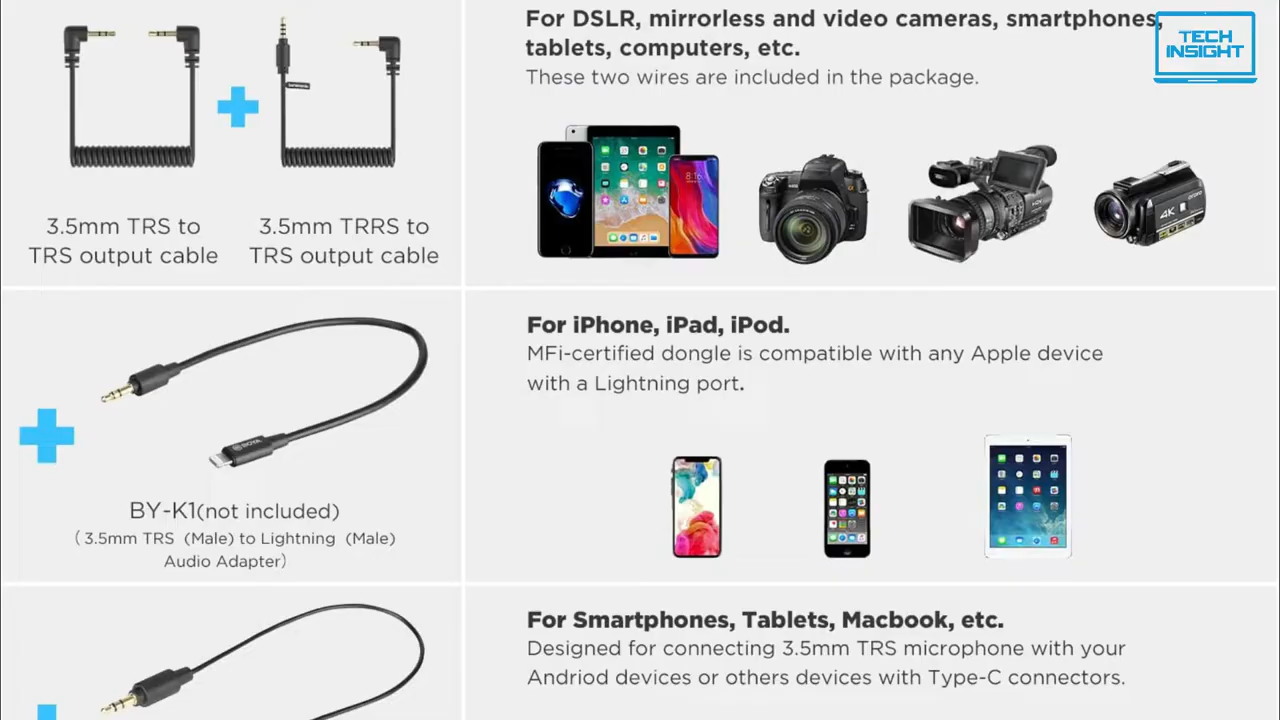 For DSLR, mirrorless and video cameras, smartphones,
tablets, computers, etc.
These two wires are included in the package.
TECH
INSIGHT
3.5mm TRS to
TRS output cable
3.5mm TRRS to
TRS output cable
8:16
4K
For iPhone, iPad, iPod.
MFi-certified dongle is compatible with any Apple device
with a Lightning port.
BOYA
BY-K1(not included)
(3.5mm TRS (Male) to Lightning (Male)
Audio Adapter)
For Smartphones, Tablets, Macbook, etc.
Designed for connecting 3.5mm TRS microphone with your
Andriod devices or others devices with Type-C connectors.